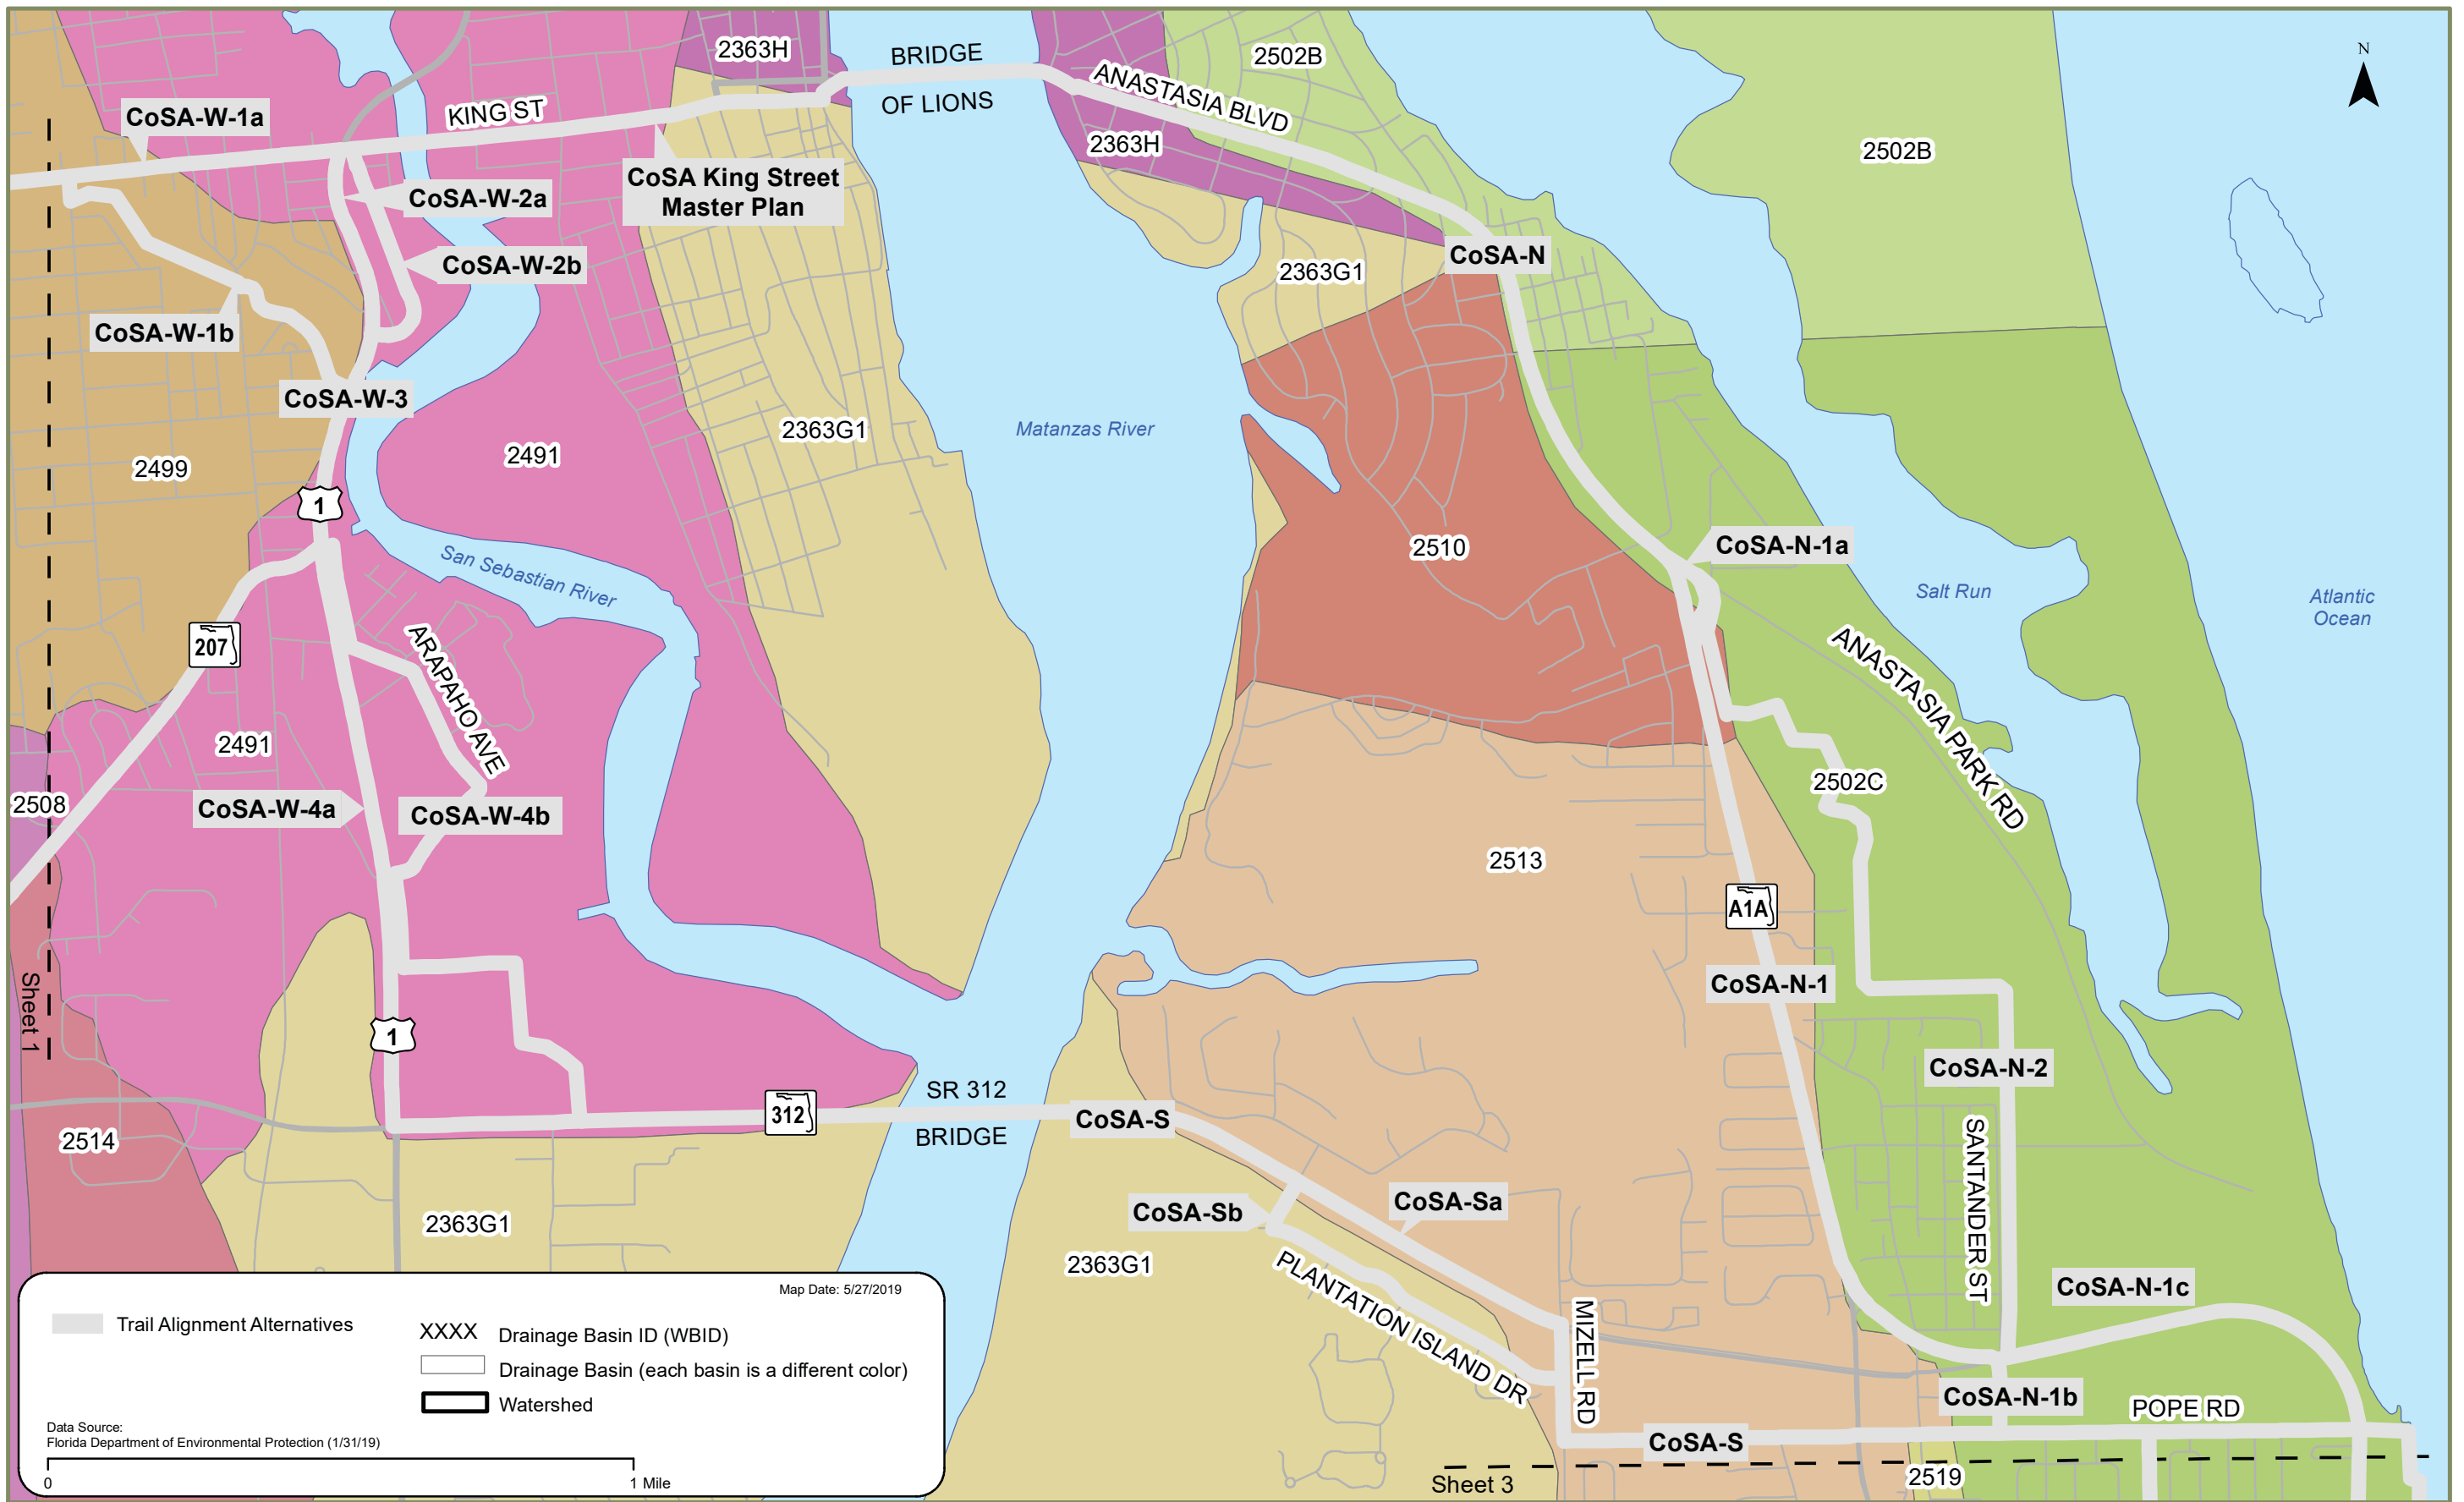 2363H
BRIDGE
OF LIONS
ANASTASIA BLVD
2502B
N
CoSA-W-1a
KING ST
2363H
2502B
CoSA-W-2a
CoSA King Street
Master Plan
CoSA-W-2b
CoSA-N
2363G1
CoSA-W-1b
CoSA-W-3
2363G1
Matanzas River
2491
2499
1
2510
CoSA-N-1a
San Sebastian River
Salt Run
Atlantic
Ocean
207
ARAPAHO AVE
ANASTASIA PARK RD
2491
2502C
2508
CoSA-W-4a
CoSA-W-4b
2513
A1A
CoSA-N-1
Sheet 1
1
CoSA-N-2
SR 312
BRIDGE
312
CoSA-S
2514
SANTANDER ST
CoSA-Sa
CoSA-Sb
2363G1
2363G1
PLANTATION ISLAND DR
MIZELL RD
CoSA-N-1c
CoSA-N-1b
POPE RD
CoSA-S
Sheet 3
2519
Map Date: 5/27/2019
Trail Alignment Alternatives
XXXX Drainage Basin ID (WBID)
Drainage Basin (each basin is a different color)
Watershed
Data Source:
Florida Department of Environmental Protection (1/31/19)
0 1 Mile